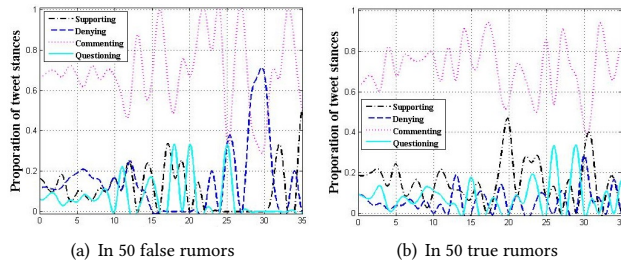 Proporation of tweet stances
1
0.8
0.6
0.4
0.2
0
Supporting
Denying
Commenting
Questioning
0 5 10 15 20 25 30 35
(a) In 50 false rumors
Proporation of tweet stances
1
0.8
0.6
0.4
0.2
0
Supporting
Denying
Commenting
Questioning
0 5 10 15 20 25 30 35
(b) In 50 true rumors